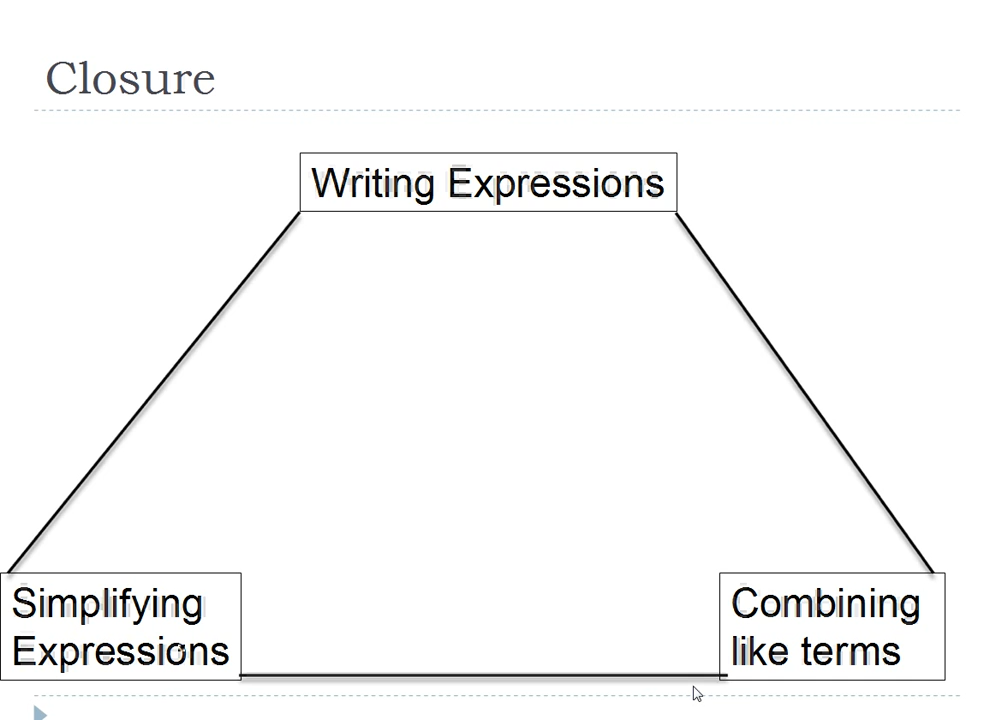 Closure
Writing Expressions
Simplifying
Expressions
Combining
like terms